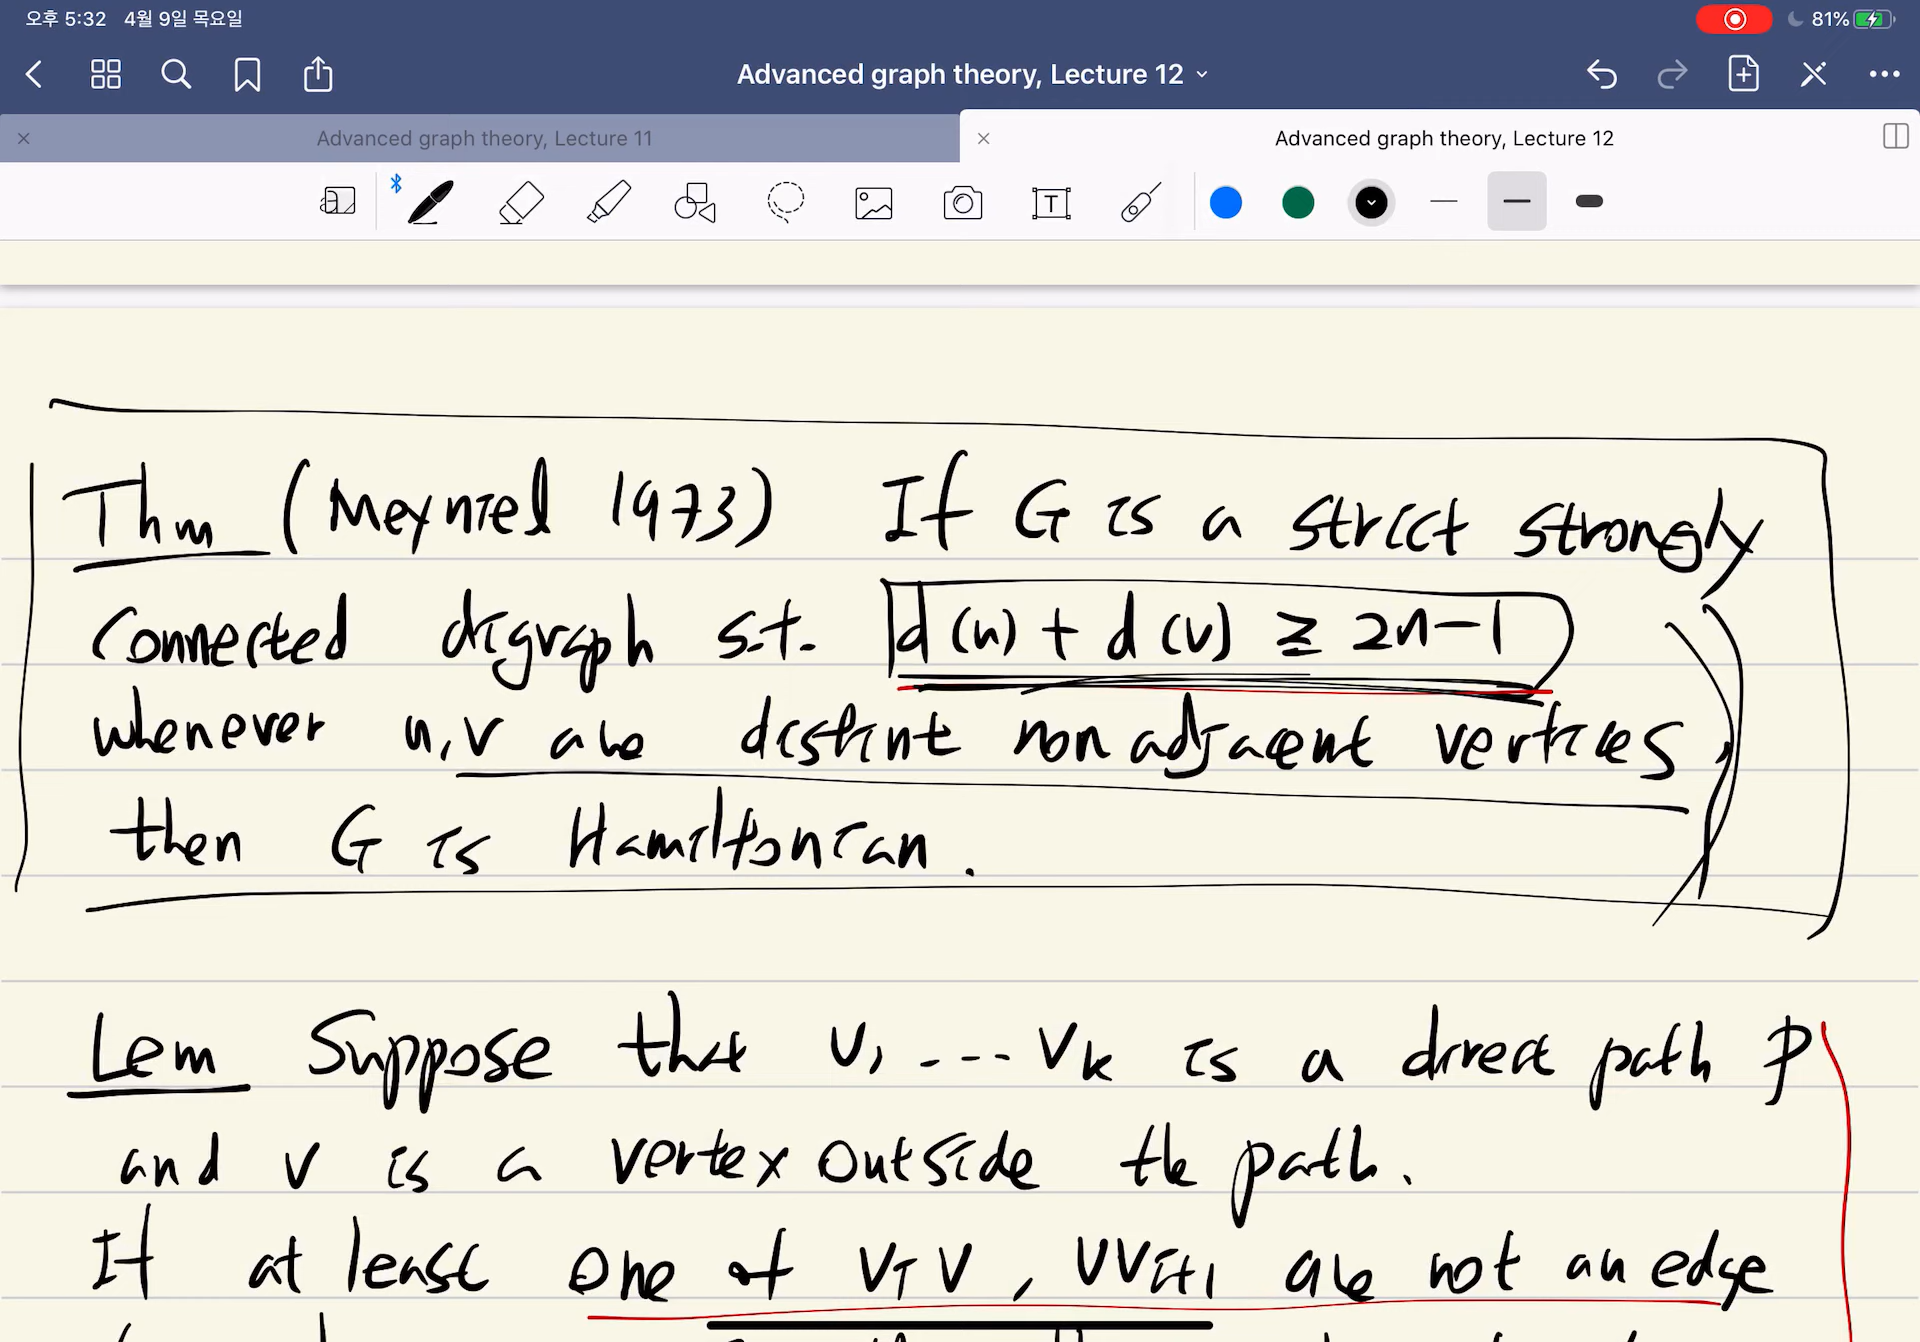 오후 5:32 4월 9일 목요일
81%
Advanced graph theory, Lecture 12
Advanced graph theory, Lecture 11
Advanced graph theory, Lecture 12
Thm (Meyniel 1973) If G is a strict strongly
connected digraph s.t. d(u) + d(v) ≥ 2n-1
whenever u,v are distinct nonadjacent vertices,
then G is Hamiltonian.
Lem Suppose that v1 ---- vk is a direct path P
and v is a vertex outside the path.
If at least one of viv, vvi+1 are not an edge